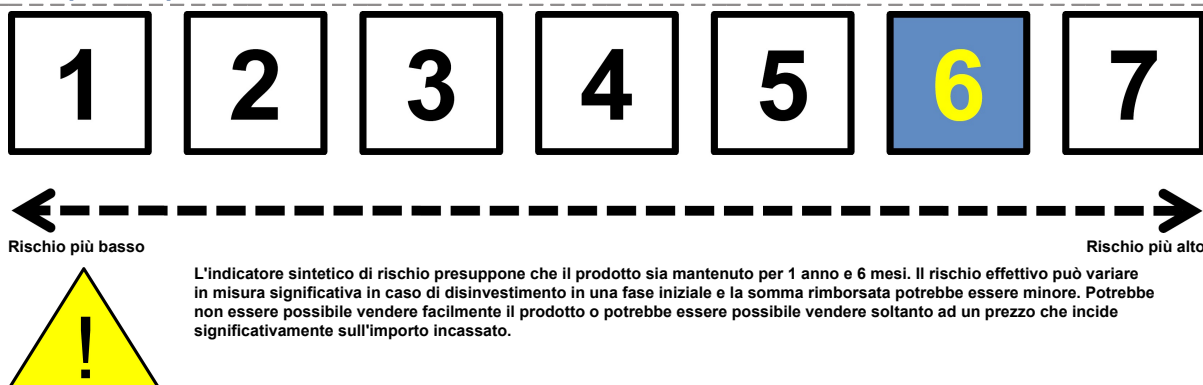 1 2 3 4 5 6 7
Rischio più basso Rischio più alto
L'indicatore sintetico di rischio presuppone che il prodotto sia mantenuto per 1 anno e 6 mesi. Il rischio effettivo può variare
in misura significativa in caso di disinvestimento in una fase iniziale e la somma rimborsata potrebbe essere minore. Potrebbe
non essere possibile vendere facilmente il prodotto o potrebbe essere possibile vendere soltanto ad un prezzo che incide
significativamente sull'importo incassato.
!